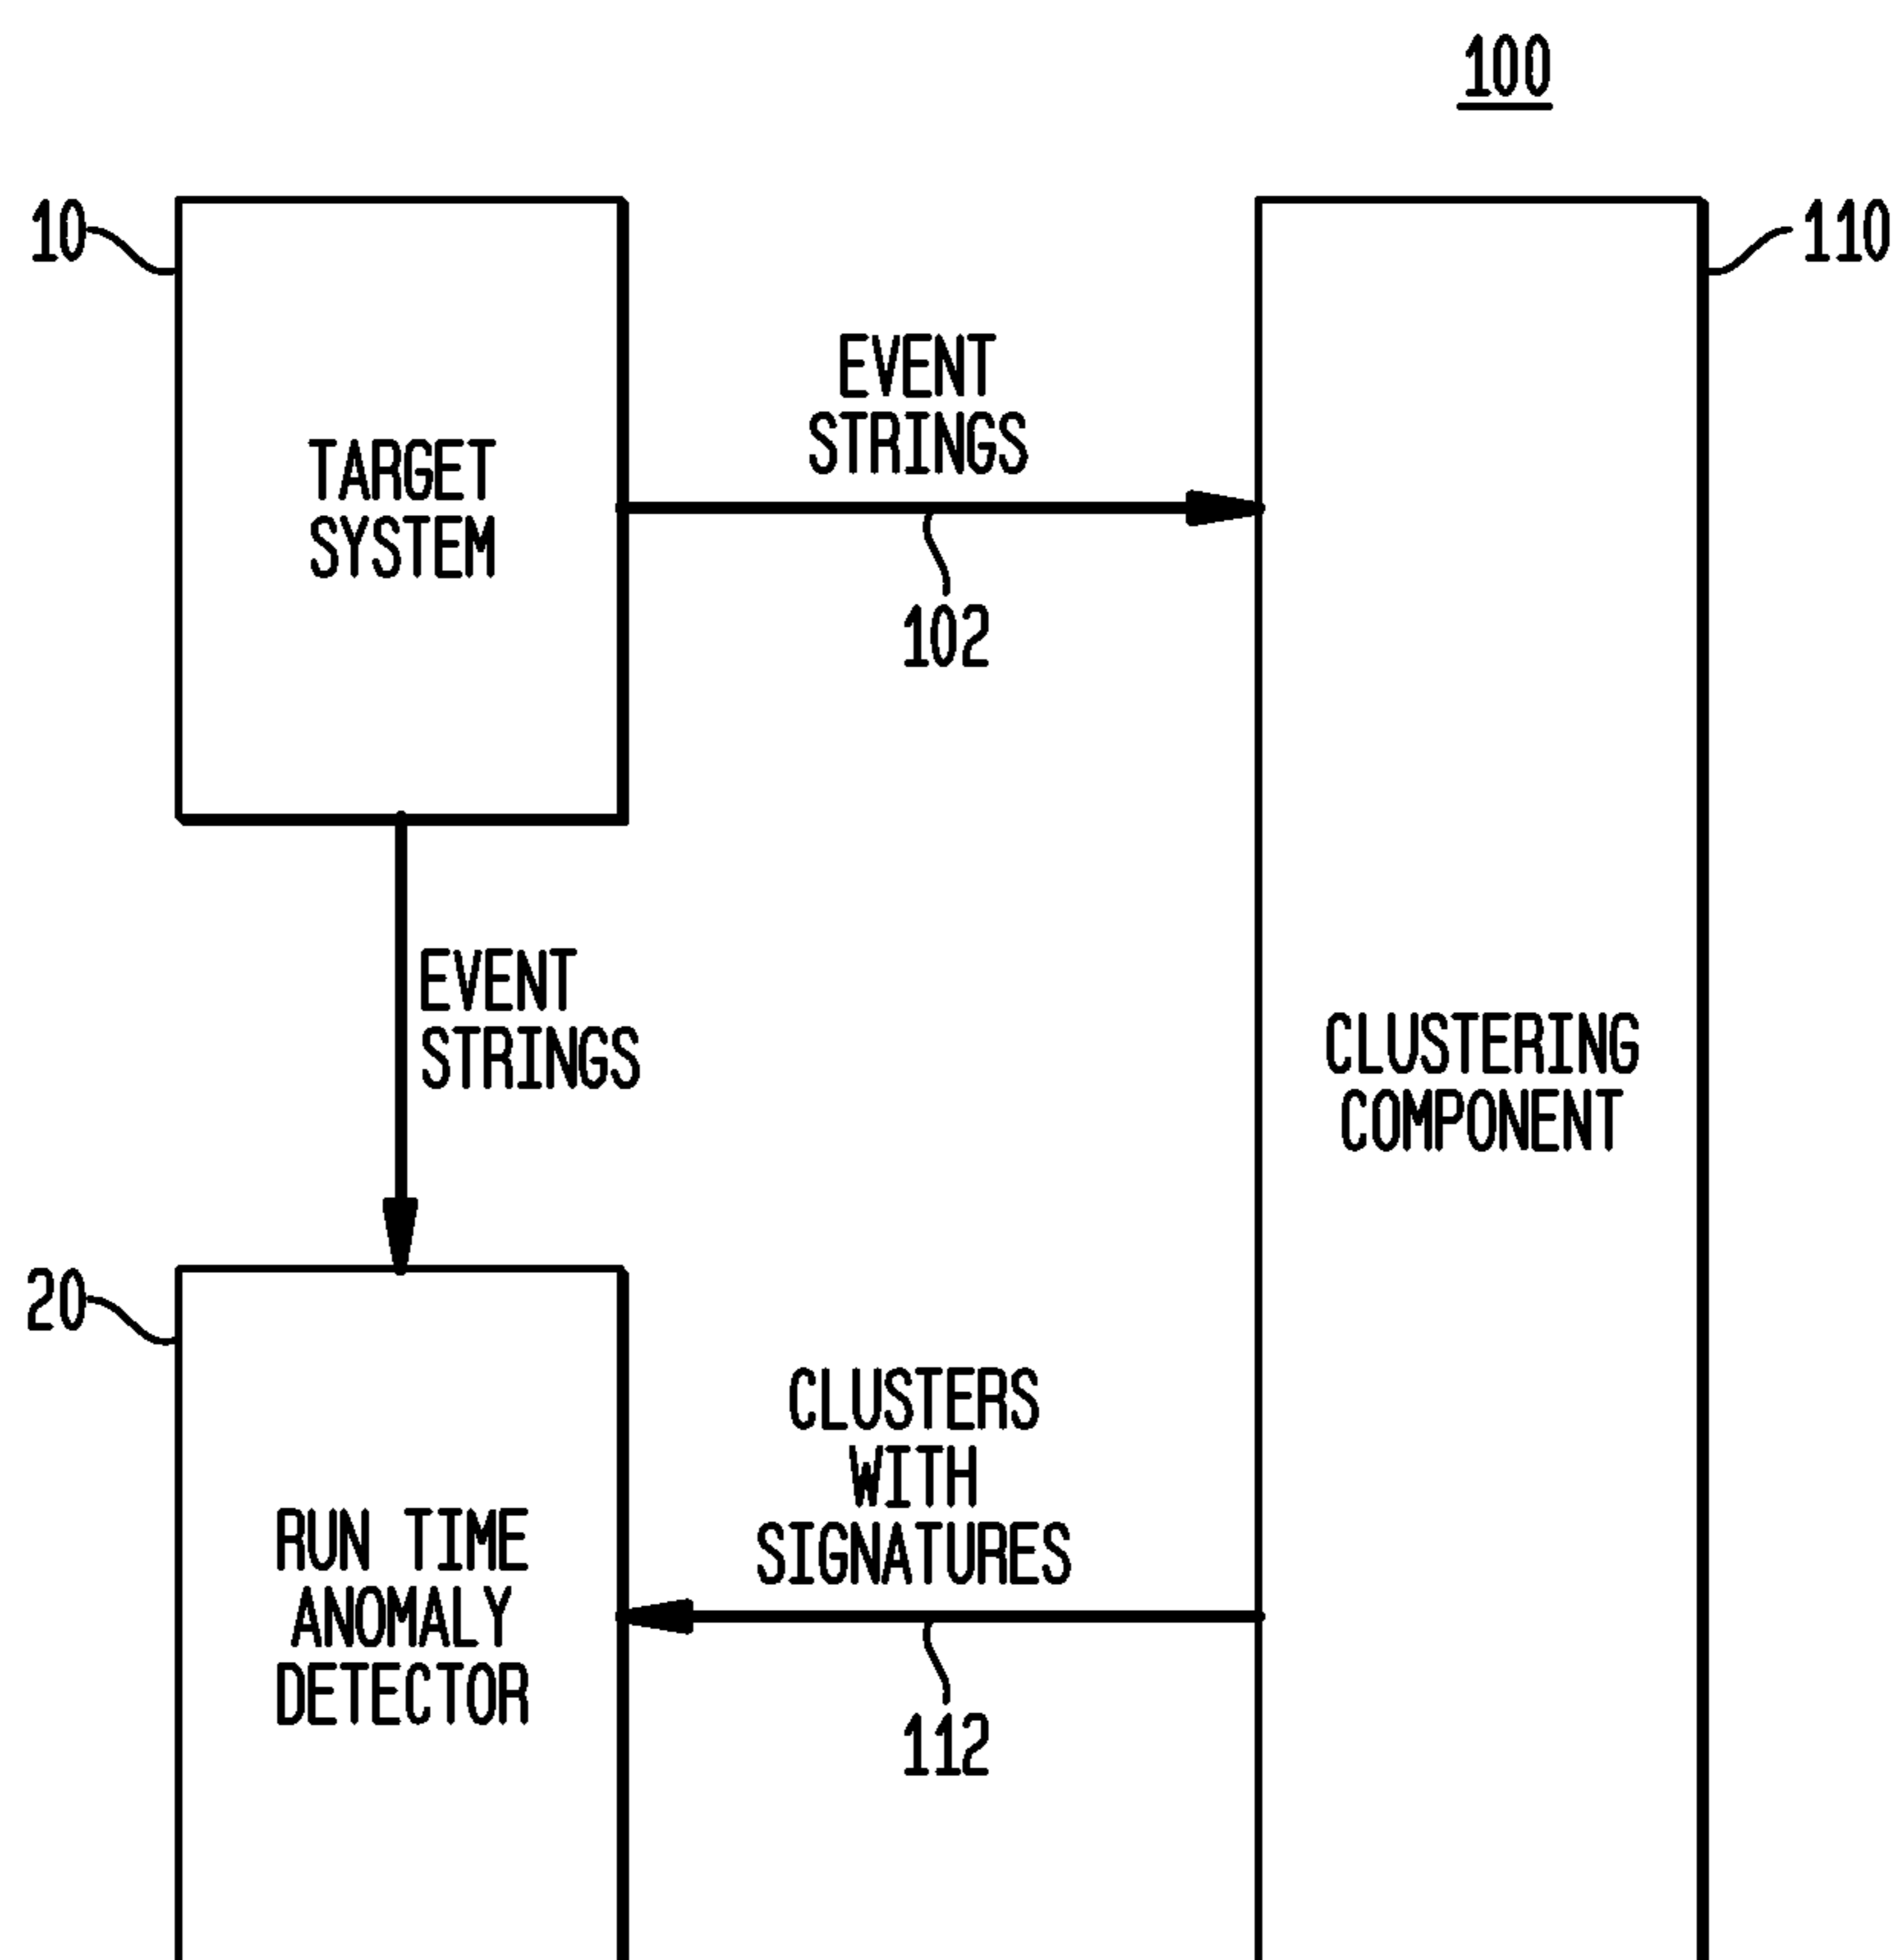 100
10
110
EVENT
STRINGS
TARGET
SYSTEM
102
EVENT
STRINGS
CLUSTERING
COMPONENT
20
CLUSTERS
WITH
SIGNATURES
RUN TIME
ANOMALY
DETECTOR
112